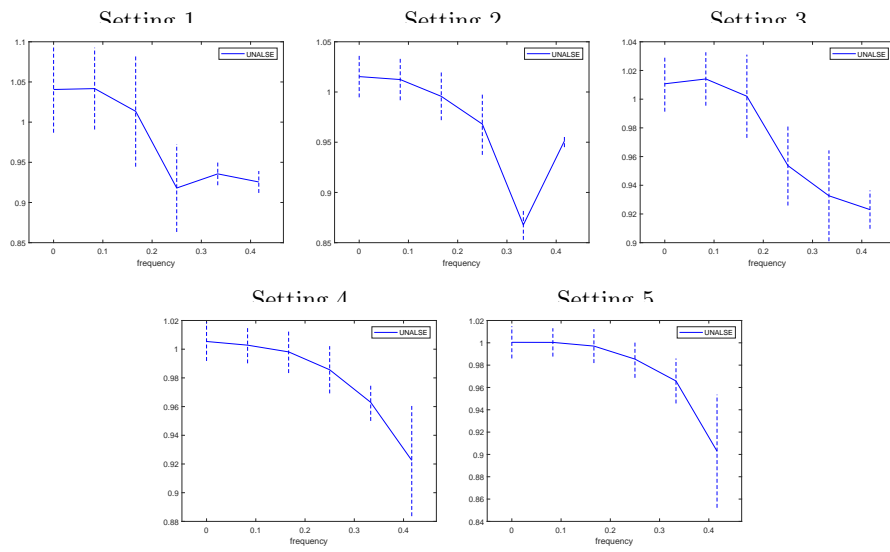 Setting 1
1.1
1.05
1
0.95
0.9
0.85
0 0.1 0.2 0.3 0.4
frequency
UNALSE
Setting 2
1.05
1
0.95
0.9
0.85
0 0.1 0.2 0.3 0.4
frequency
UNALSE
Setting 3
1.04
1.02
1
0.98
0.96
0.94
0.92
0.9
0 0.1 0.2 0.3 0.4
frequency
UNALSE
Setting 4
1.02
1
0.98
0.96
0.94
0.92
0.9
0.88
0 0.1 0.2 0.3 0.4
frequency
UNALSE
Setting 5
1.02
1
0.98
0.96
0.94
0.92
0.9
0.88
0.86
0.84
0 0.1 0.2 0.3 0.4
frequency
UNALSE